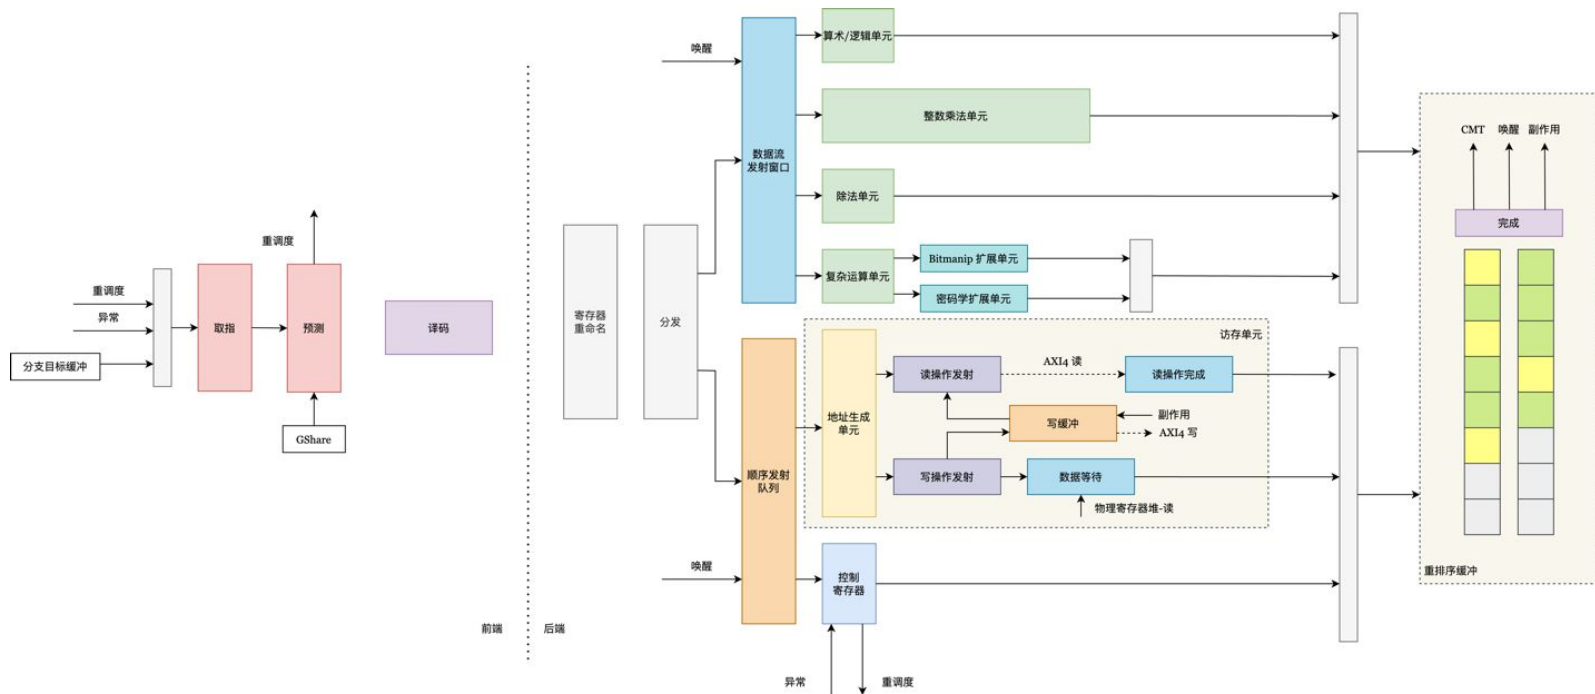 重调度
异常
分支目标缓冲
取指
重调度
预测
GShare
译码
前端
后端
寄存器
重命名
分发
唤醒
数据流
发射窗口
算术/逻辑单元
整数乘法单元
除法单元
复杂运算单元
Bitmanip 扩展单元
密码学扩展单元
唤醒
顺序发射
队列
访存单元
地址生成
单元
读操作发射
AXI4 读
读操作完成
写缓冲
副作用
AXI4 写
写操作发射
数据等待
物理寄存器堆-读
控制
寄存器
异常
重调度
CMT
唤醒
副作用
完成
重排序缓冲